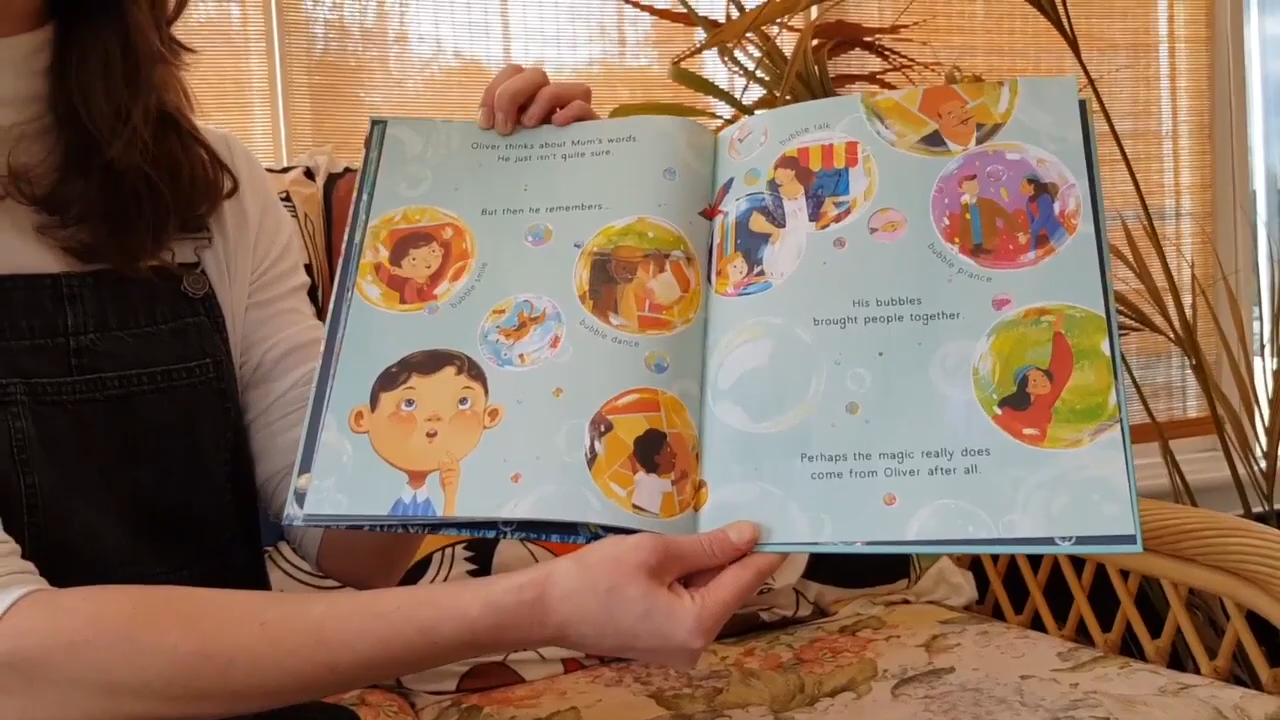 Oliver thinks about Mum's words.
He just isn't quite sure.
But then he remembers...
bubble smile
bubble dance
bubble talk
bubble prance
His bubbles
brought people together.
Perhaps the magic really does
come from Oliver after all.